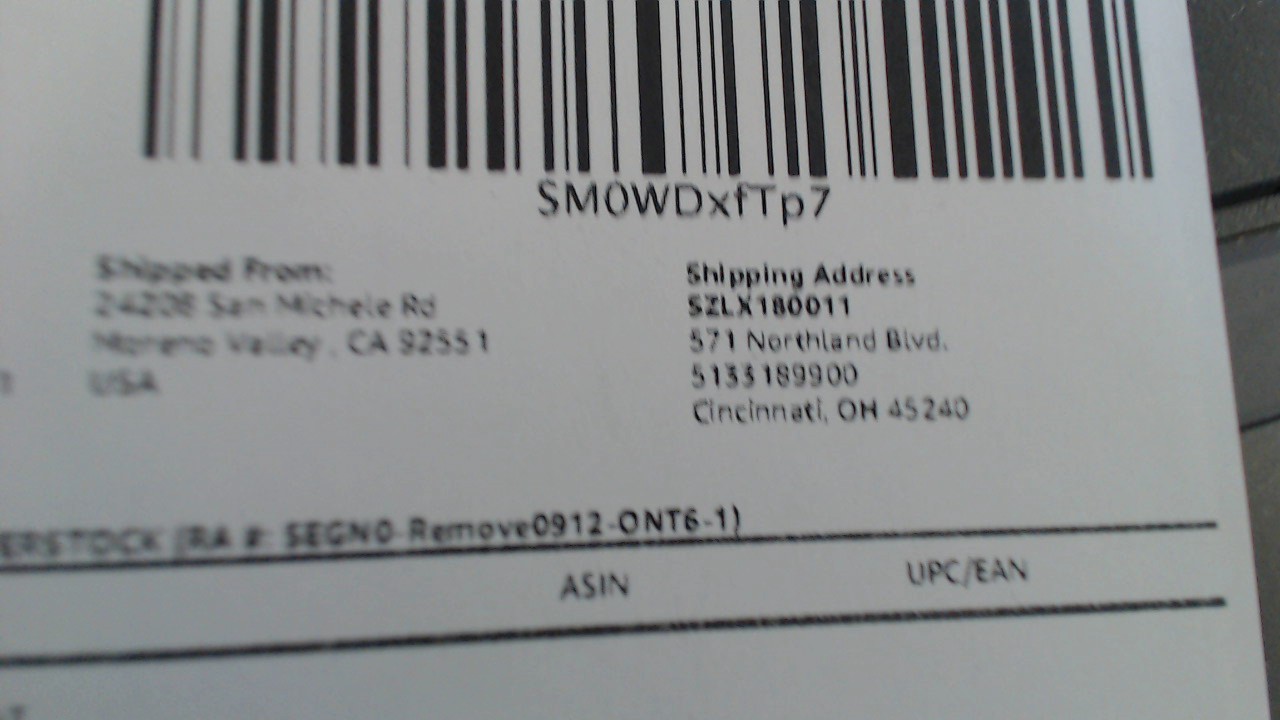 SM0WDxfTp7
Shipped From:
24208 San Michele Rd
Moreno Valley , CA 92551
USA
Shipping Address
SZLX180011
571 Northland Blvd.
5133189900
Cincinnati, OH 45240
ERSTOCK (RA #: SEGN0-Remove0912-ONT6-1)
ASIN UPC/EAN